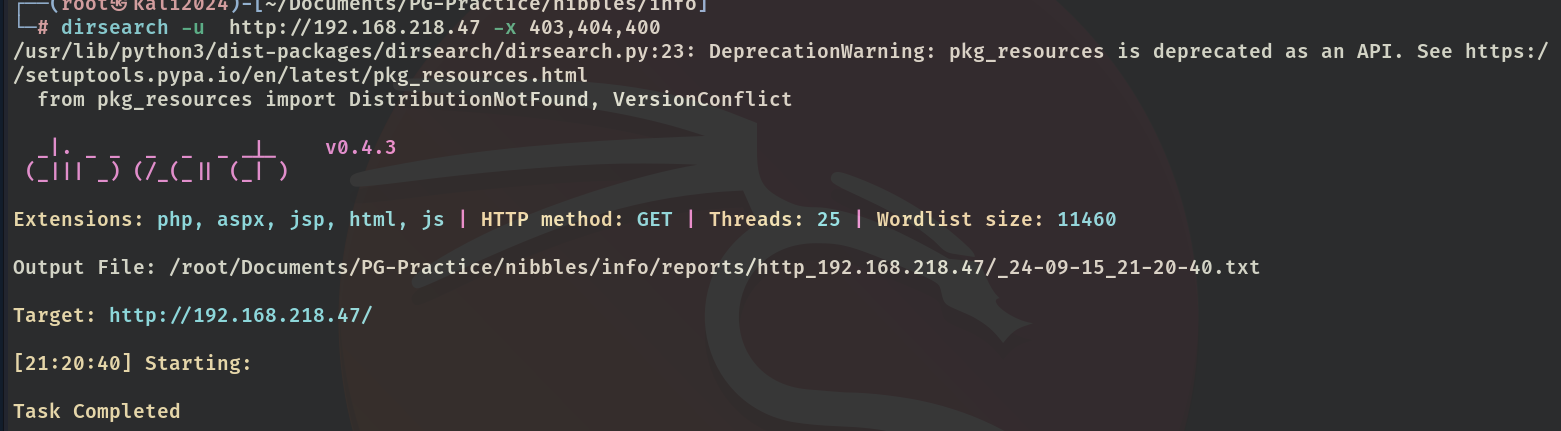 ┌──(root㉿kali2024)-[~/Documents/PG-Practice/nibbles/info]
└─# dirsearch -u  http://192.168.218.47 -x 403,404,400
/usr/lib/python3/dist-packages/dirsearch/dirsearch.py:23: DeprecationWarning: pkg_resources is deprecated as an API. See https:/
/setuptools.pypa.io/en/latest/pkg_resources.html
  from pkg_resources import DistributionNotFound, VersionConflict

  _|. _ _  _  _  _ _|_    v0.4.3
 (_||| _) (/_(_|| (_| )

Extensions: php, aspx, jsp, html, js | HTTP method: GET | Threads: 25 | Wordlist size: 11460

Output File: /root/Documents/PG-Practice/nibbles/info/reports/http_192.168.218.47/_24-09-15_21-20-40.txt

Target: http://192.168.218.47/

[21:20:40] Starting:

Task Completed